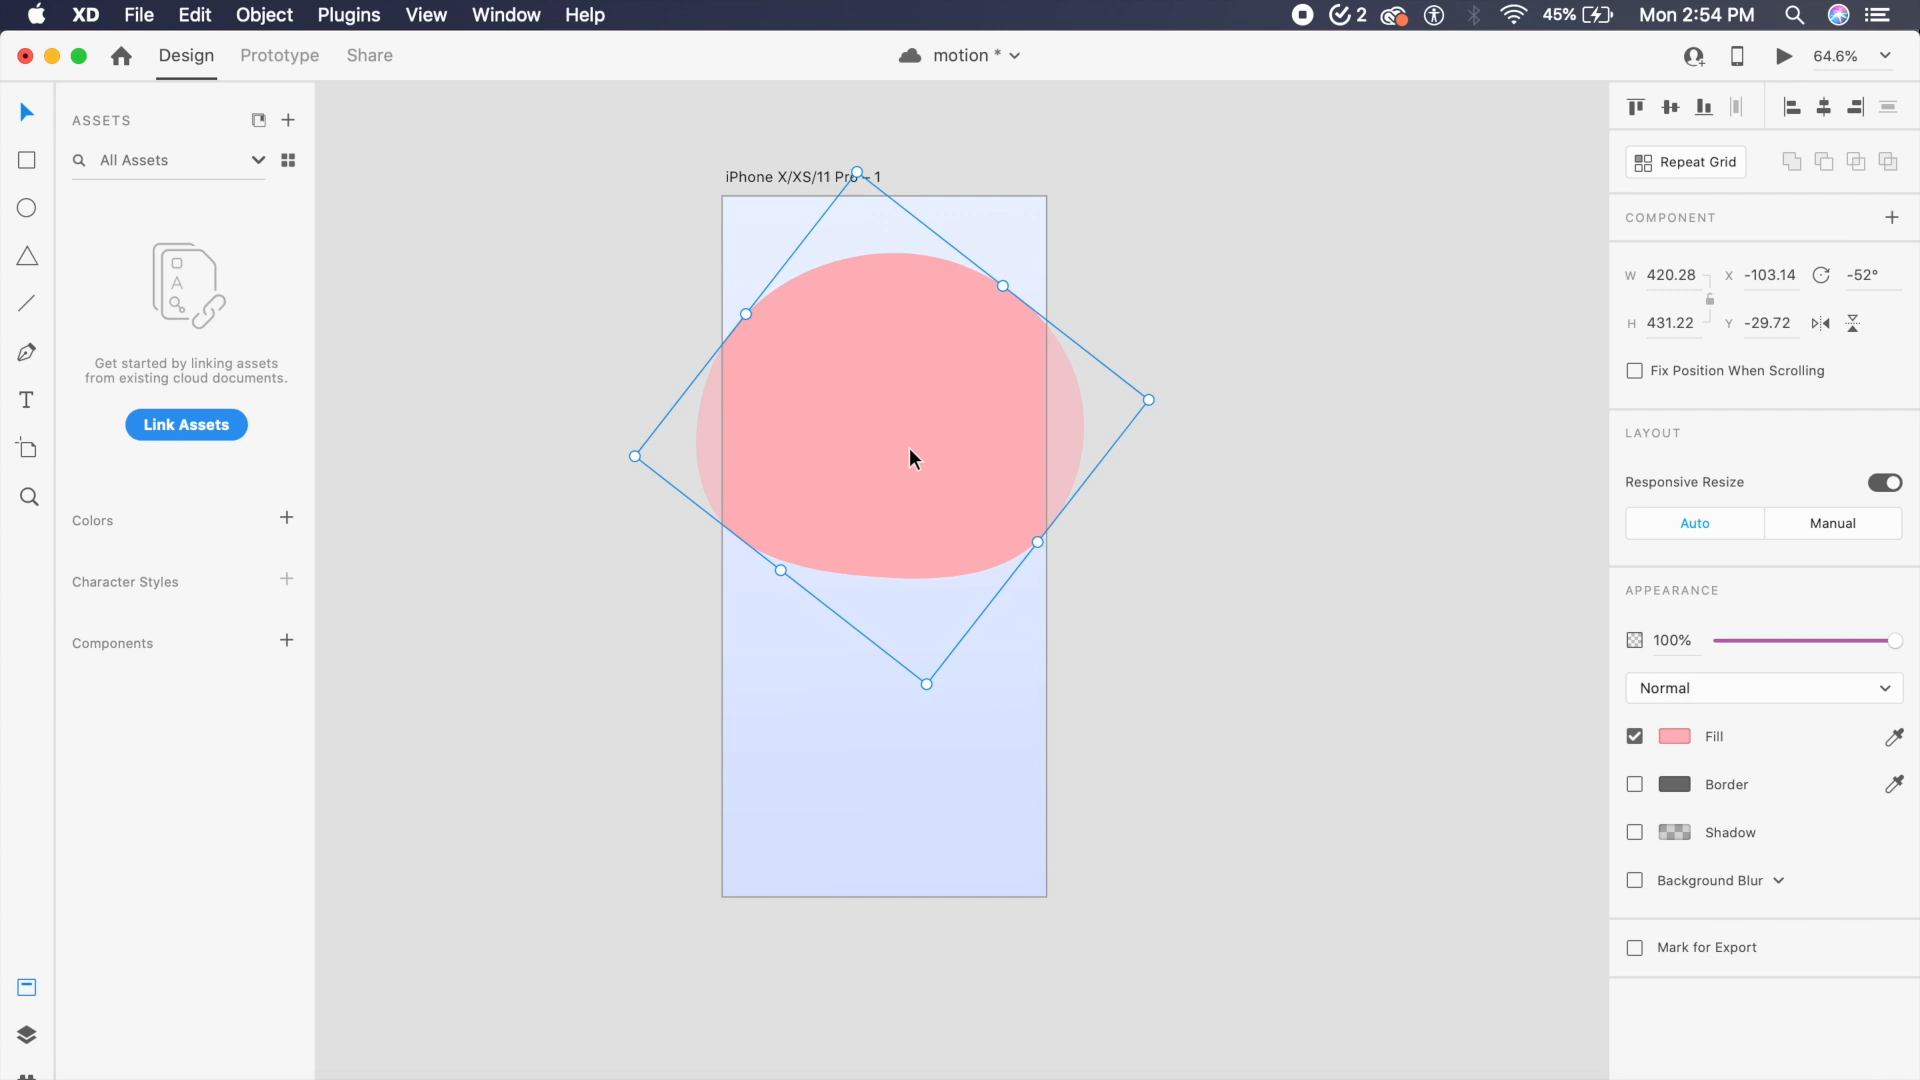 XD File Edit Object Plugins View Window Help 2 45% Mon 2:54 PM
Design Prototype Share motion * 64.6%
ASSETS
All Assets
A
Get started by linking assets
from existing cloud documents.
Link Assets
Colors
Character Styles
Components
T
iPhone X/XS/11 Pro – 1
Repeat Grid
COMPONENT
W 420.28 X -103.14 -52°
H 431.22 Y -29.72
Fix Position When Scrolling
LAYOUT
Responsive Resize
Auto Manual
APPEARANCE
100%
Normal
Fill
Border
Shadow
Background Blur
Mark for Export